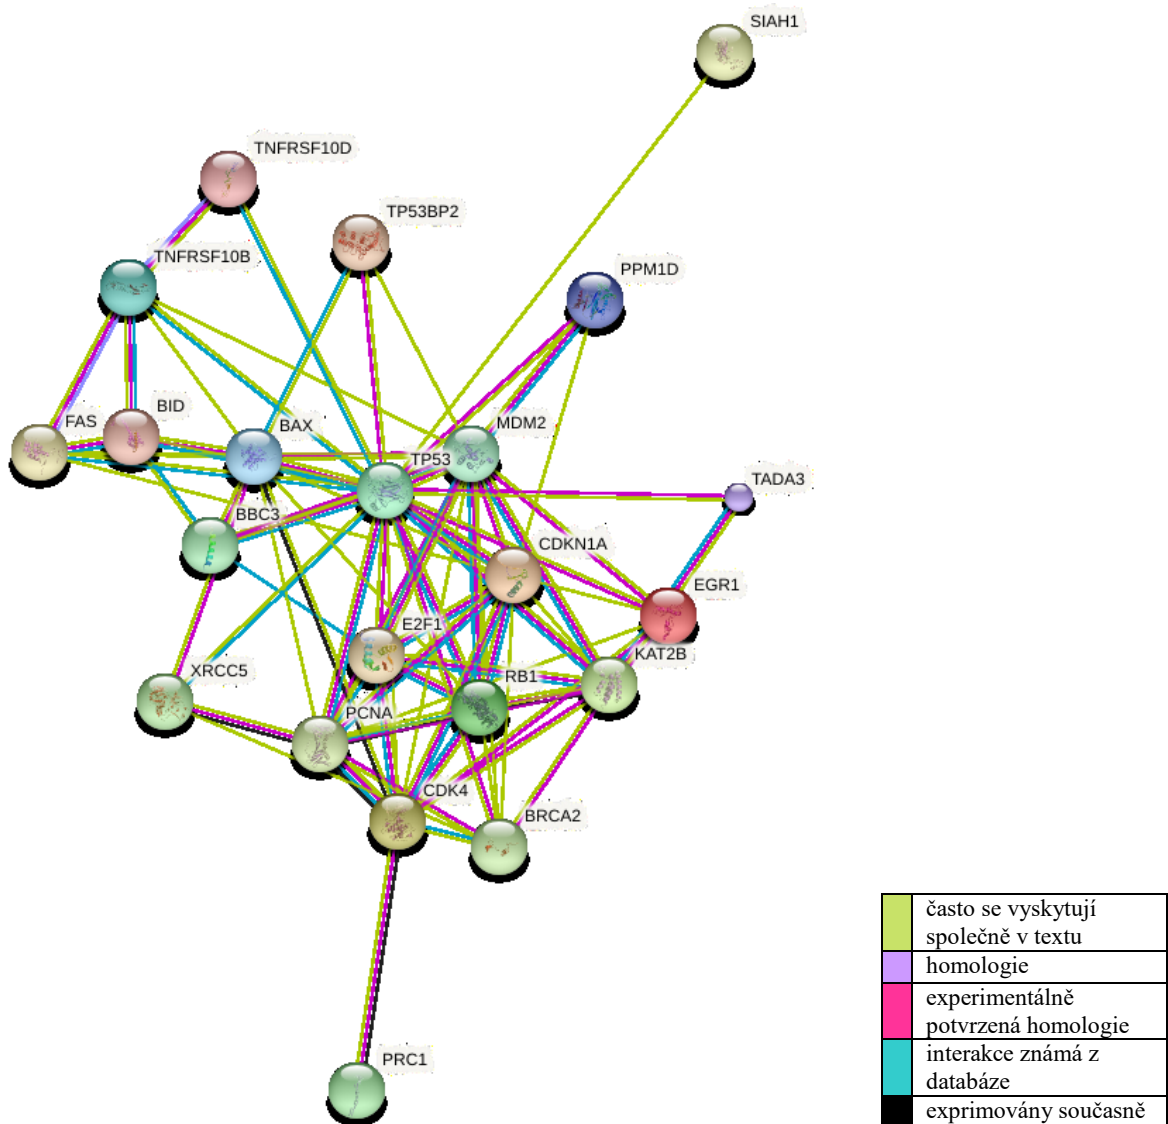 SIAH1
TNFRSF10D
TP53BP2
TNFRSF10B
PPM1D
FAS
BID
BAX
MDM2
TP53
TADA3
BBC3
CDKN1A
EGR1
E2F1
KAT2B
XRCC5
RB1
PCNA
CDK4
BRCA2
PRC1
často se vyskytují
společně v textu
homologie
experimentálně
potvrzená homologie
interakce známá z
databáze
exprimovány současně